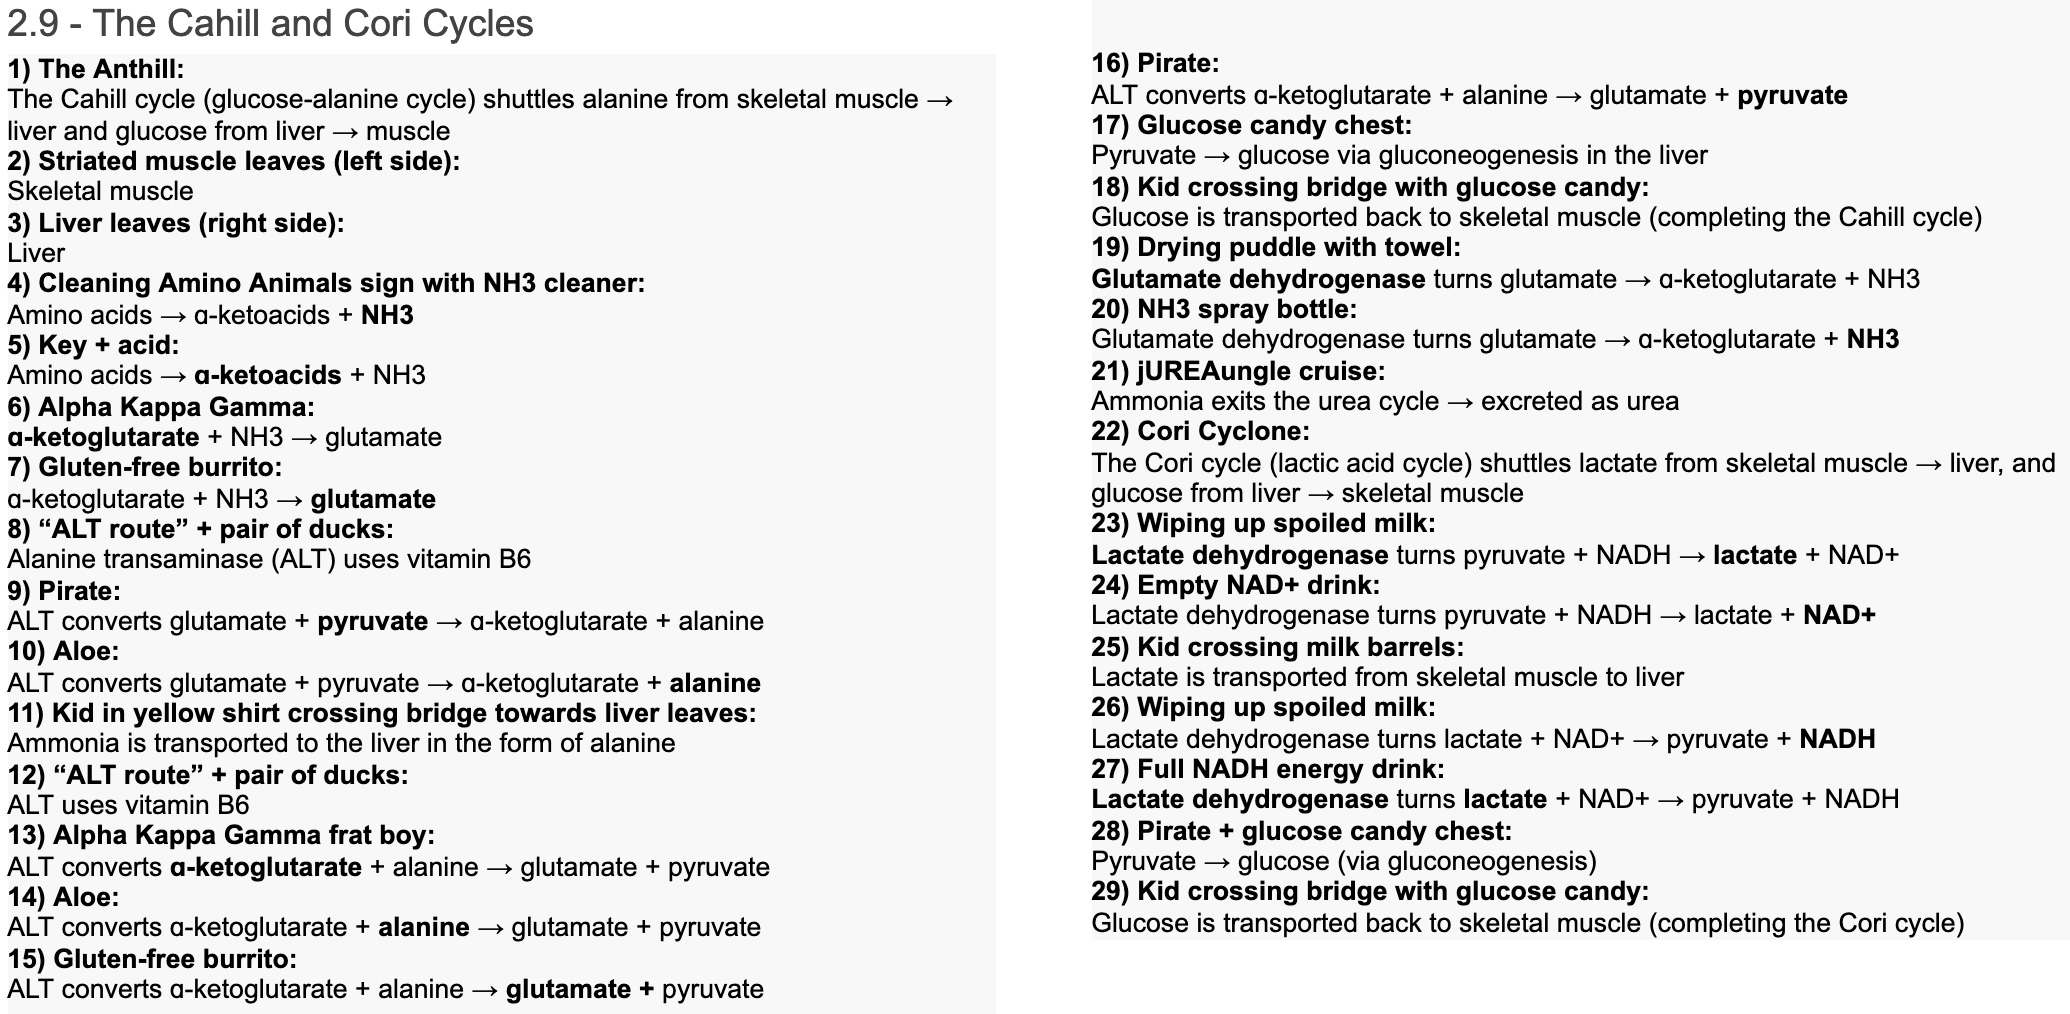 2.9 - The Cahill and Cori Cycles
1) The Anthill:
The Cahill cycle (glucose-alanine cycle) shuttles alanine from skeletal muscle →
liver and glucose from liver → muscle
2) Striated muscle leaves (left side):
Skeletal muscle
3) Liver leaves (right side):
Liver
4) Cleaning Amino Animals sign with NH3 cleaner:
Amino acids → ɑ-ketoacids + NH3
5) Key + acid:
Amino acids → ɑ-ketoacids + NH3
6) Alpha Kappa Gamma:
ɑ-ketoglutarate + NH3 → glutamate
7) Gluten-free burrito:
ɑ-ketoglutarate + NH3 → glutamate
8) “ALT route” + pair of ducks:
Alanine transaminase (ALT) uses vitamin B6
9) Pirate:
ALT converts glutamate + pyruvate → ɑ-ketoglutarate + alanine
10) Aloe:
ALT converts glutamate + pyruvate → ɑ-ketoglutarate + alanine
11) Kid in yellow shirt crossing bridge towards liver leaves:
Ammonia is transported to the liver in the form of alanine
12) “ALT route” + pair of ducks:
ALT uses vitamin B6
13) Alpha Kappa Gamma frat boy:
ALT converts ɑ-ketoglutarate + alanine → glutamate + pyruvate
14) Aloe:
ALT converts ɑ-ketoglutarate + alanine → glutamate + pyruvate
15) Gluten-free burrito:
ALT converts ɑ-ketoglutarate + alanine → glutamate + pyruvate
16) Pirate:
ALT converts ɑ-ketoglutarate + alanine → glutamate + pyruvate
17) Glucose candy chest:
Pyruvate → glucose via gluconeogenesis in the liver
18) Kid crossing bridge with glucose candy:
Glucose is transported back to skeletal muscle (completing the Cahill cycle)
19) Drying puddle with towel:
Glutamate dehydrogenase turns glutamate → ɑ-ketoglutarate + NH3
20) NH3 spray bottle:
Glutamate dehydrogenase turns glutamate → ɑ-ketoglutarate + NH3
21) jUREAungle cruise:
Ammonia exits the urea cycle → excreted as urea
22) Cori Cyclone:
The Cori cycle (lactic acid cycle) shuttles lactate from skeletal muscle → liver, and
glucose from liver → skeletal muscle
23) Wiping up spoiled milk:
Lactate dehydrogenase turns pyruvate + NADH → lactate + NAD+
24) Empty NAD+ drink:
Lactate dehydrogenase turns pyruvate + NADH → lactate + NAD+
25) Kid crossing milk barrels:
Lactate is transported from skeletal muscle to liver
26) Wiping up spoiled milk:
Lactate dehydrogenase turns lactate + NAD+ → pyruvate + NADH
27) Full NADH energy drink:
Lactate dehydrogenase turns lactate + NAD+ → pyruvate + NADH
28) Pirate + glucose candy chest:
Pyruvate → glucose (via gluconeogenesis)
29) Kid crossing bridge with glucose candy:
Glucose is transported back to skeletal muscle (completing the Cori cycle)